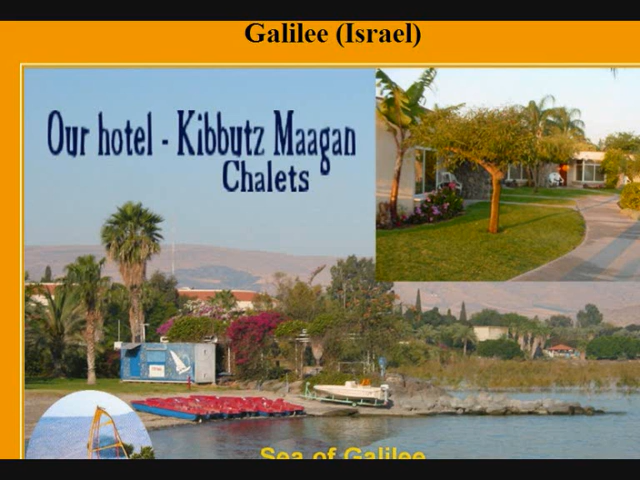 Galilee (Israel)
Our hotel - Kibbutz Maagan
Chalets
Sea of Galilee